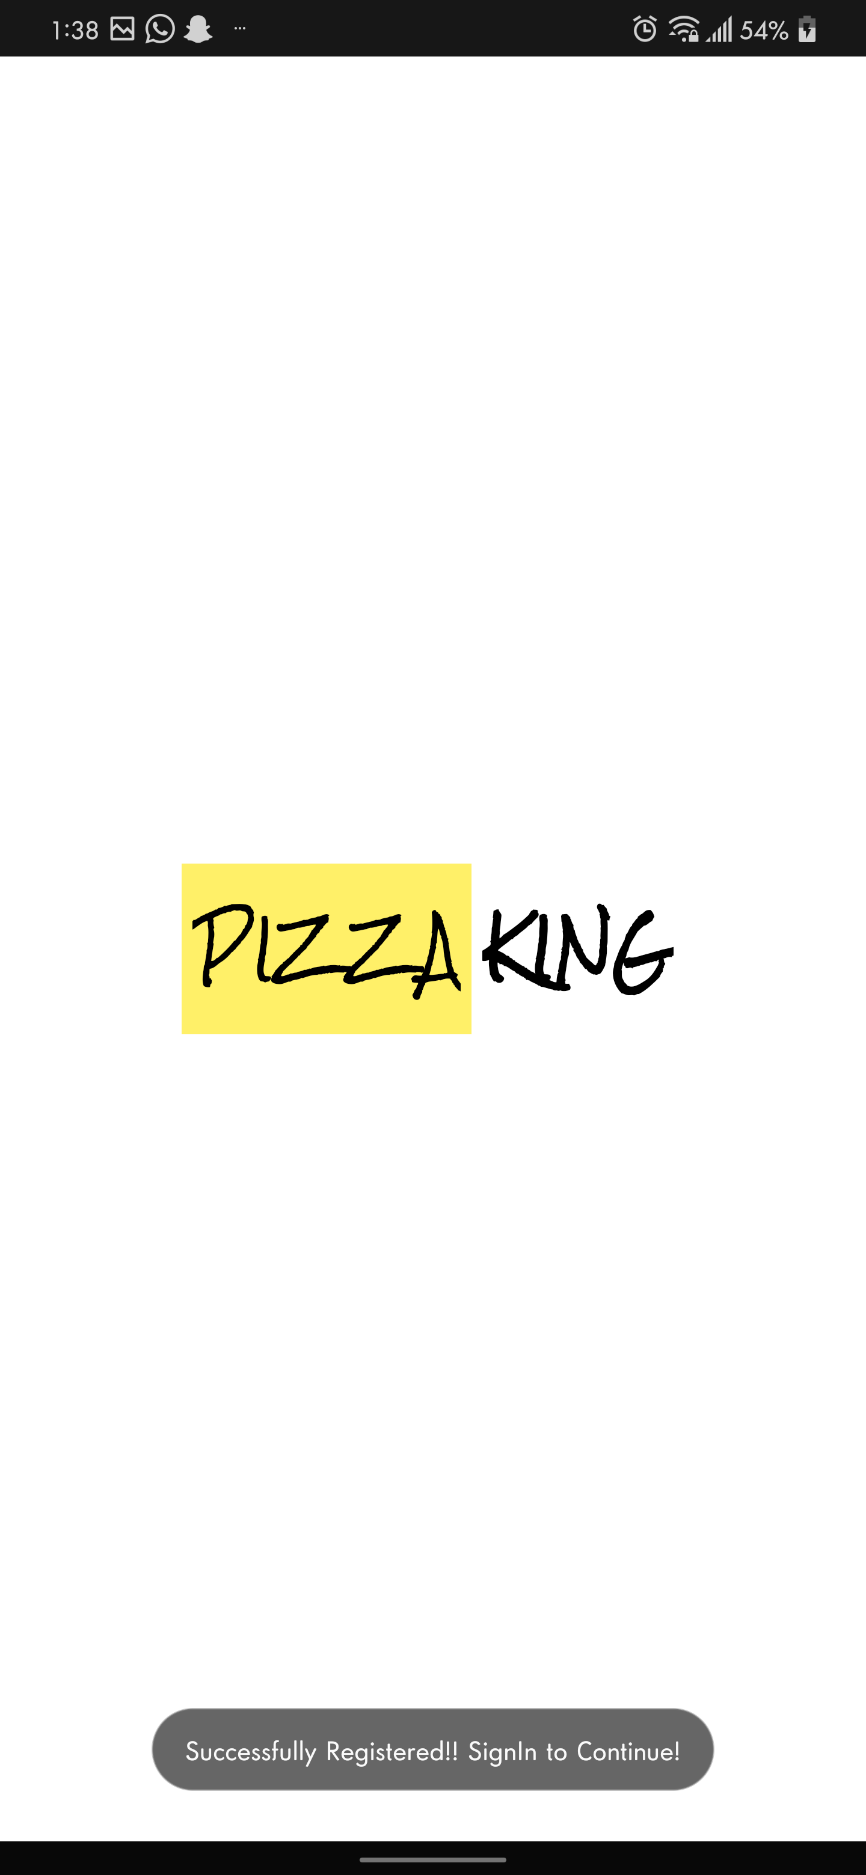 1:38
54%
PIZZA KING
Successfully Registered!! SignIn to Continue!